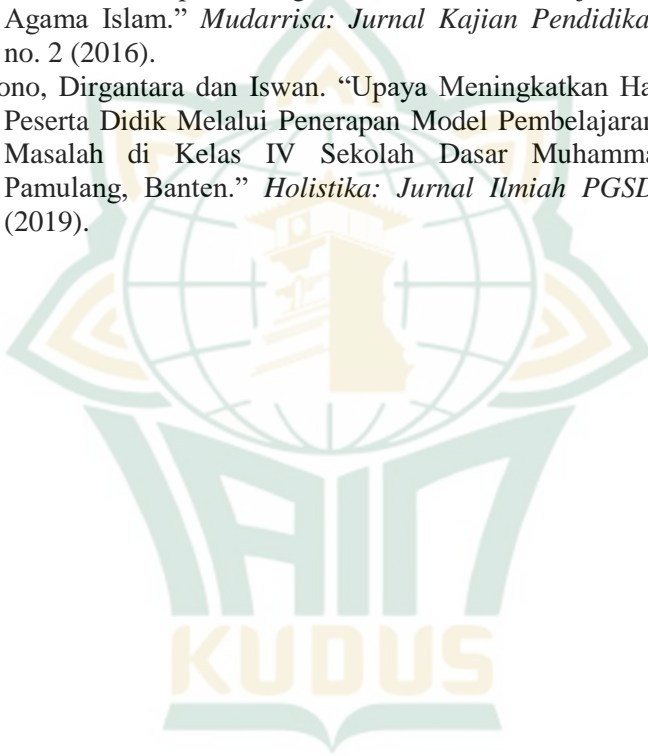 Agama Islam.” Mudarrisa: Jurnal Kajian Pendidika
no. 2 (2016).
ono, Dirgantara dan Iswan. “Upaya Meningkatkan Ha
Peserta Didik Melalui Penerapan Model Pembelajaran
Masalah di Kelas IV Sekolah Dasar Muhamma
Pamulang, Banten.” Holistika: Jurnal Ilmiah PGSD
(2019).
IAIN
KUDUS